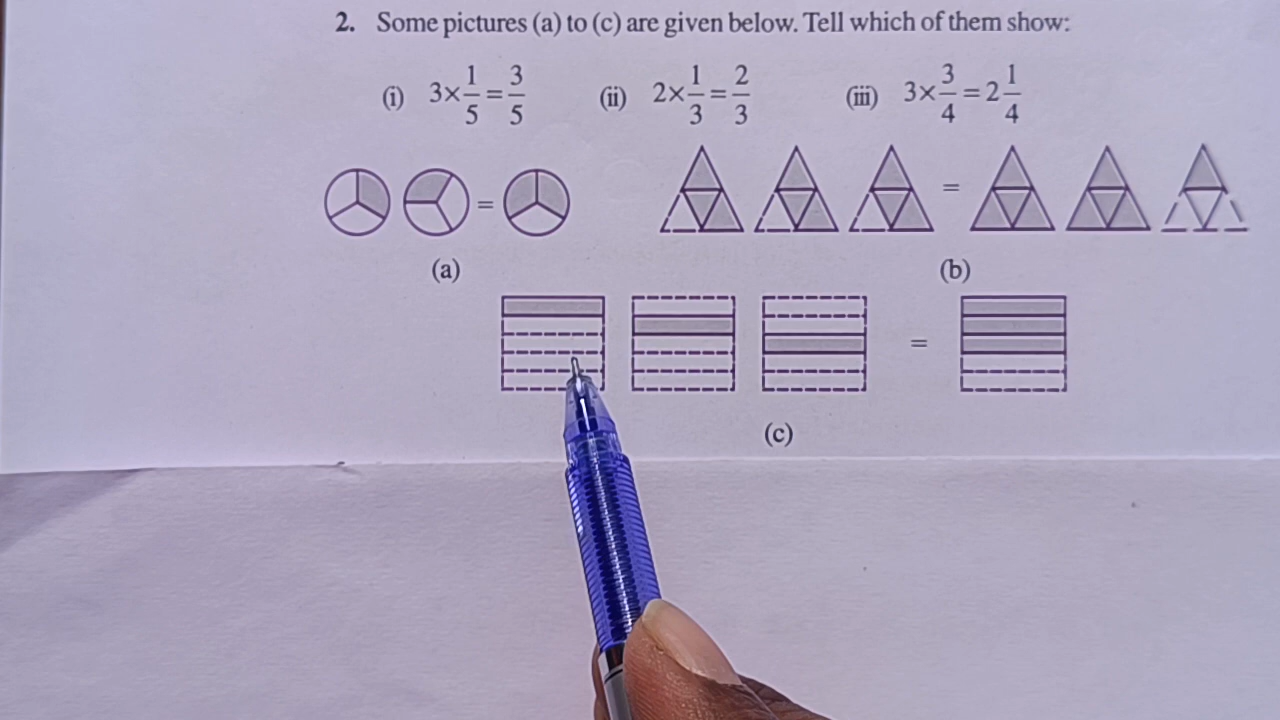 2. Some pictures (a) to (c) are given below. Tell which of them show:
(i) 3×1/5=3/5 (ii) 2×1/3=2/3 (iii) 3×3/4=2 1/4
= =
(a) (b)
=
(c)